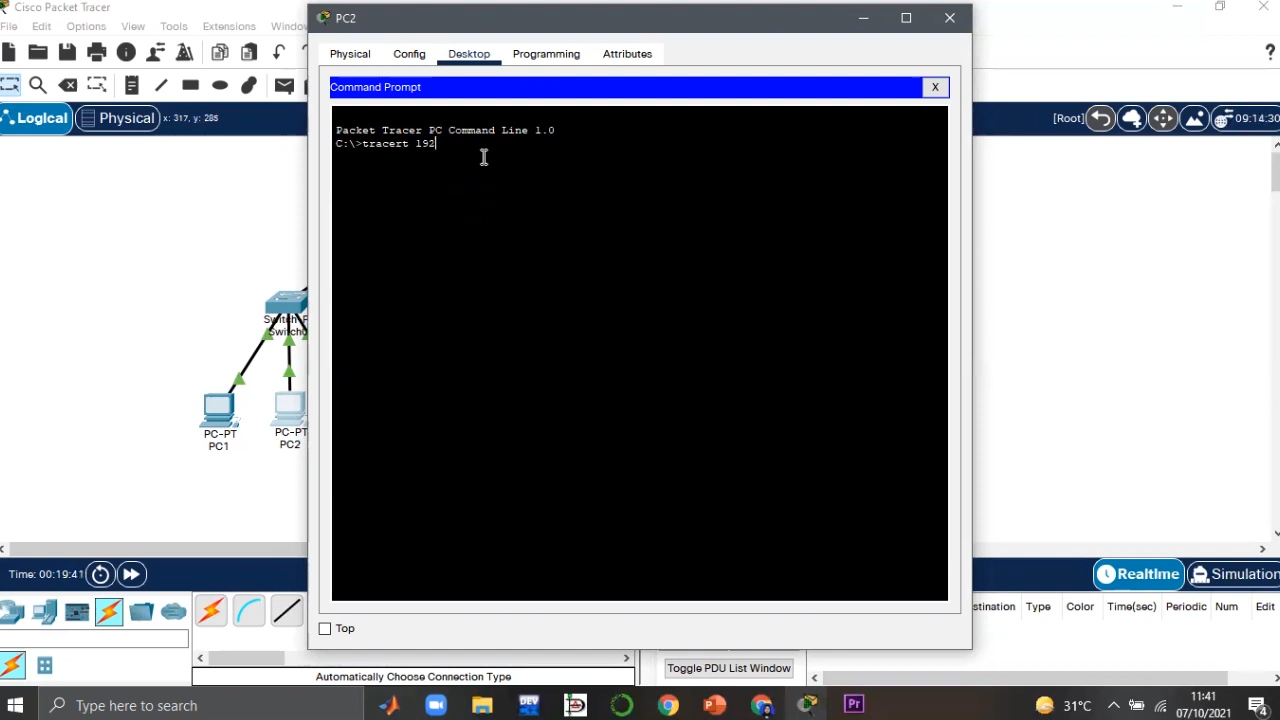 Cisco Packet Tracer
PC2
File Edit Options View Tools Extensions
Physical Config Desktop Programming Attributes
Command Prompt
X
Logical
Physical
x: 317, y: 285
[Root]
09:14:30
Packet Tracer PC Command Line 1.0
C:\>tracert 192
PC-PT
PC1
PC-PT
PC2
Time: 00:19:41
Realtime
Simulation
Type Color Time(sec) Periodic Num Edit
Top
Toggle PDU List Window
Automatically Choose Connection Type
Type here to search
Pr
31°C
11:41
07/10/2021
4